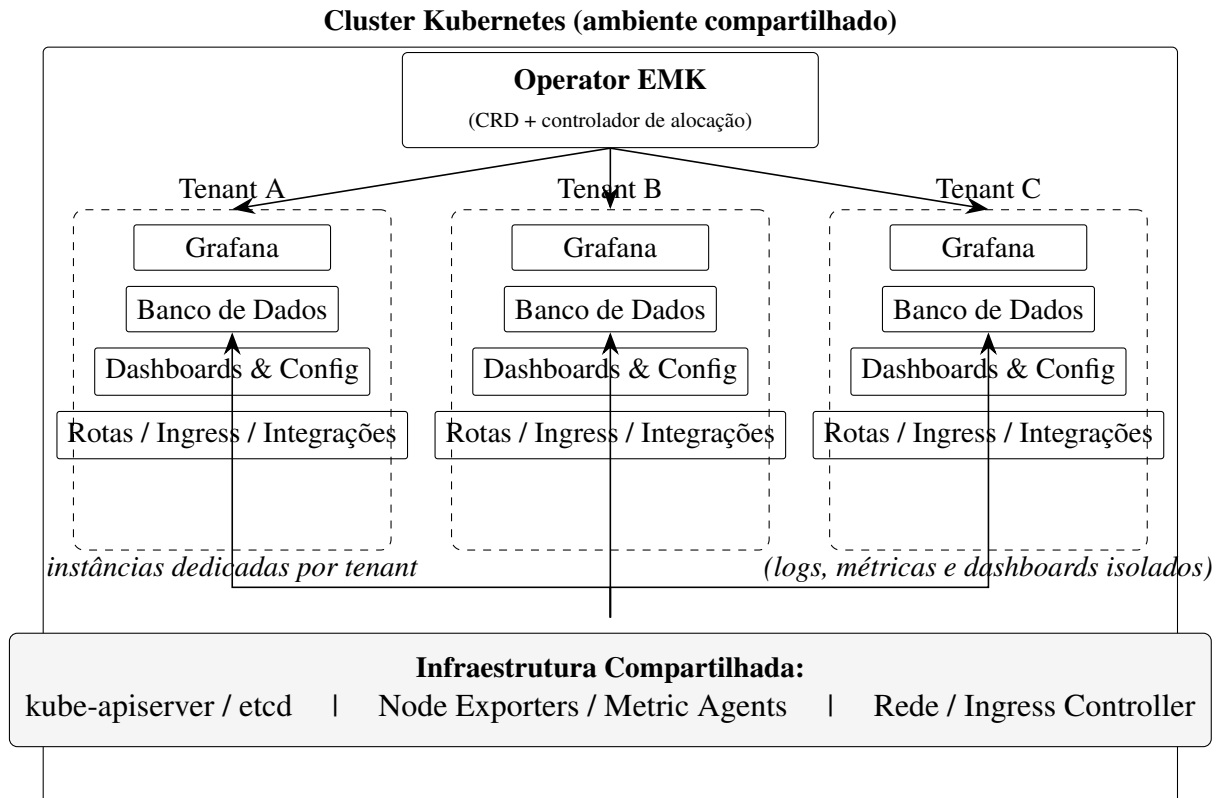 Cluster Kubernetes (ambiente compartilhado)
Operator EMK
(CRD + controlador de alocação)
Tenant A
Tenant B
Tenant C
Grafana
Grafana
Grafana
Banco de Dados
Banco de Dados
Banco de Dados
Dashboards & Config
Dashboards & Config
Dashboards & Config
Rotas / Ingress / Integrações
Rotas / Ingress / Integrações
Rotas / Ingress / Integrações
instâncias dedicadas por tenant
(logs, métricas e dashboards isolados)
Infraestrutura Compartilhada:
kube-apiserver / etcd | Node Exporters / Metric Agents | Rede / Ingress Controller